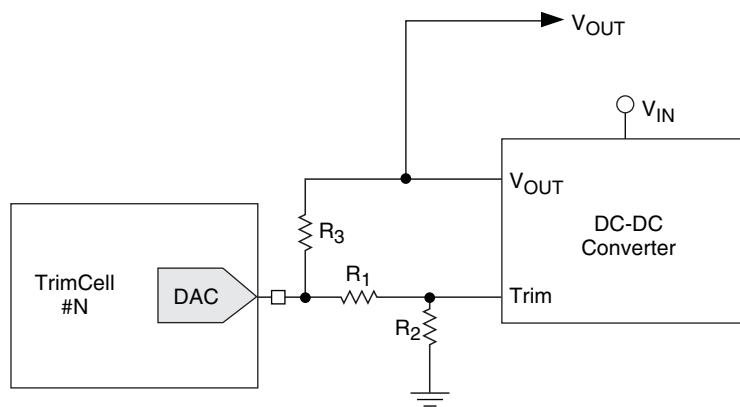 V_OUT
V_IN
V_OUT
DC-DC
Converter
R_3
TrimCell
#N
DAC
R_1
Trim
R_2